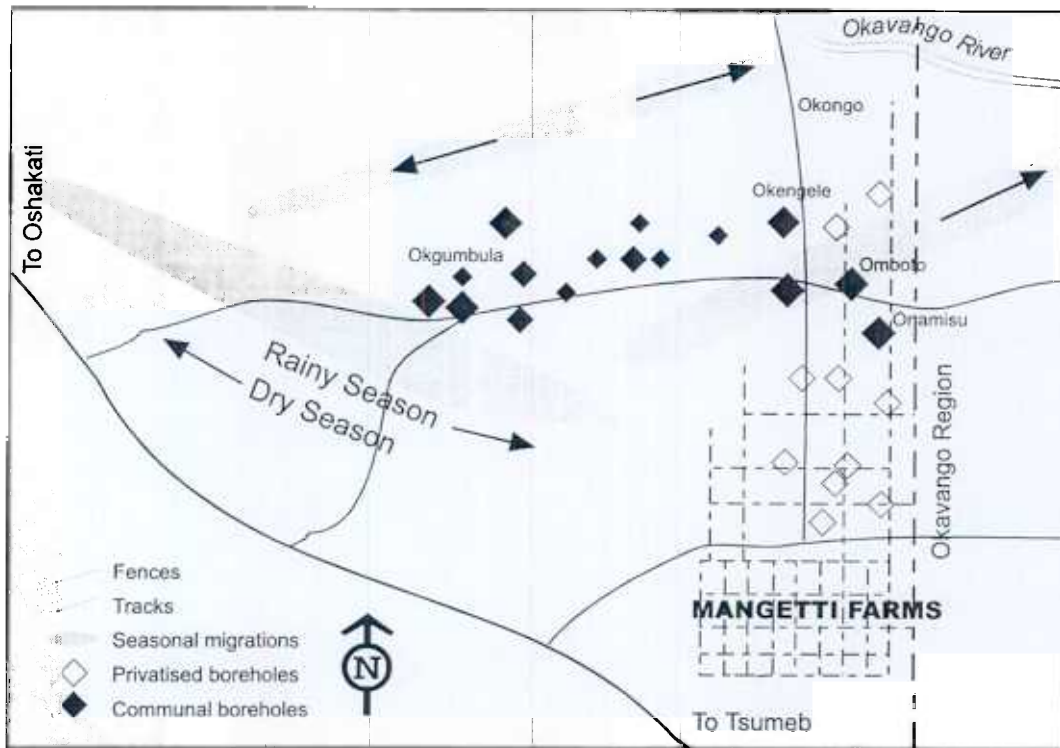 Okavango River
Okongo
To Oshakati
Okengele
Okgumbula
Omboto
Onamisu
Rainy Season
Dry Season
Okavango Region
Fences
Tracks
Seasonal migrations
Privatised boreholes
Communal boreholes
N
MANGETTI FARMS
To Tsumeb